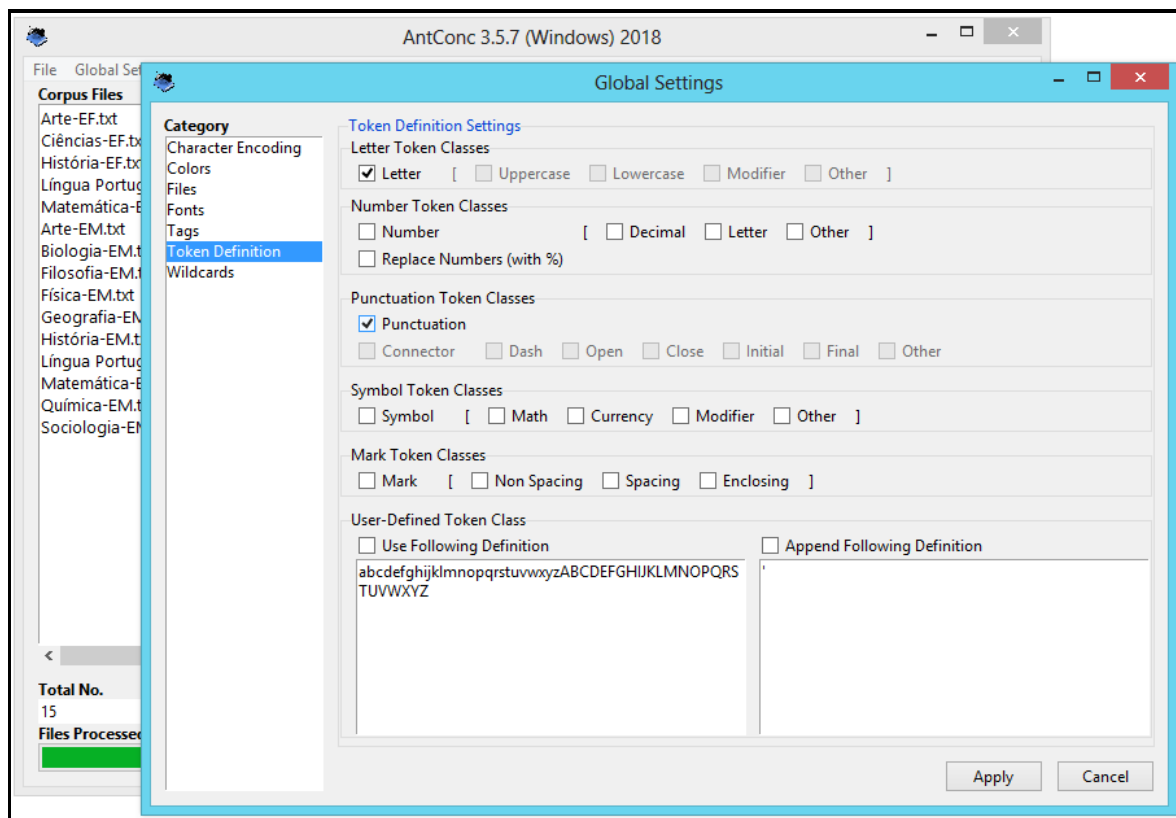 AntConc 3.5.7 (Windows) 2018
File Global Set
Global Settings
Corpus Files
Arte-EF.txt
Ciências-EF.tx
História-EF.tx
Língua Portug
Matemática-E
Arte-EM.txt
Biologia-EM.t
Filosofia-EM.t
Física-EM.txt
Geografia-EM
História-EM.t
Língua Portug
Matemática-E
Química-EM.t
Sociologia-EM
Total No.
15
Files Processed
Category
Character Encoding
Colors
Files
Fonts
Tags
Token Definition
Wildcards
Token Definition Settings
Letter Token Classes
Letter [ Uppercase Lowercase Modifier Other ]
Number Token Classes
Number [ Decimal Letter Other ]
Replace Numbers (with %)
Punctuation Token Classes
Punctuation
Connector Dash Open Close Initial Final Other
Symbol Token Classes
Symbol [ Math Currency Modifier Other ]
Mark Token Classes
Mark [ Non Spacing Spacing Enclosing ]
User-Defined Token Class
Use Following Definition
abcdefghijklmnopqrstuvwxyzABCDEFGHIJKLMNOPQRS
TUVWXYZ
Append Following Definition
'
Apply Cancel